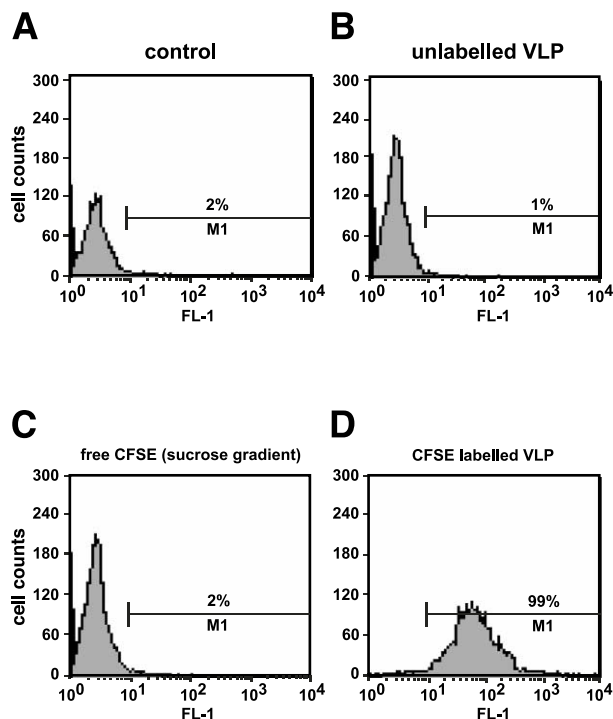 A
control
300
240
180
120
60
0
cell counts
2%
M1
10^0 10^1 10^2 10^3 10^4
FL-1
B
unlabelled VLP
300
240
180
120
60
0
1%
M1
10^0 10^1 10^2 10^3 10^4
FL-1
C
free CFSE (sucrose gradient)
300
240
180
120
60
0
cell counts
2%
M1
10^0 10^1 10^2 10^3 10^4
FL-1
D
CFSE labelled VLP
300
240
180
120
60
0
99%
M1
10^0 10^1 10^2 10^3 10^4
FL-1